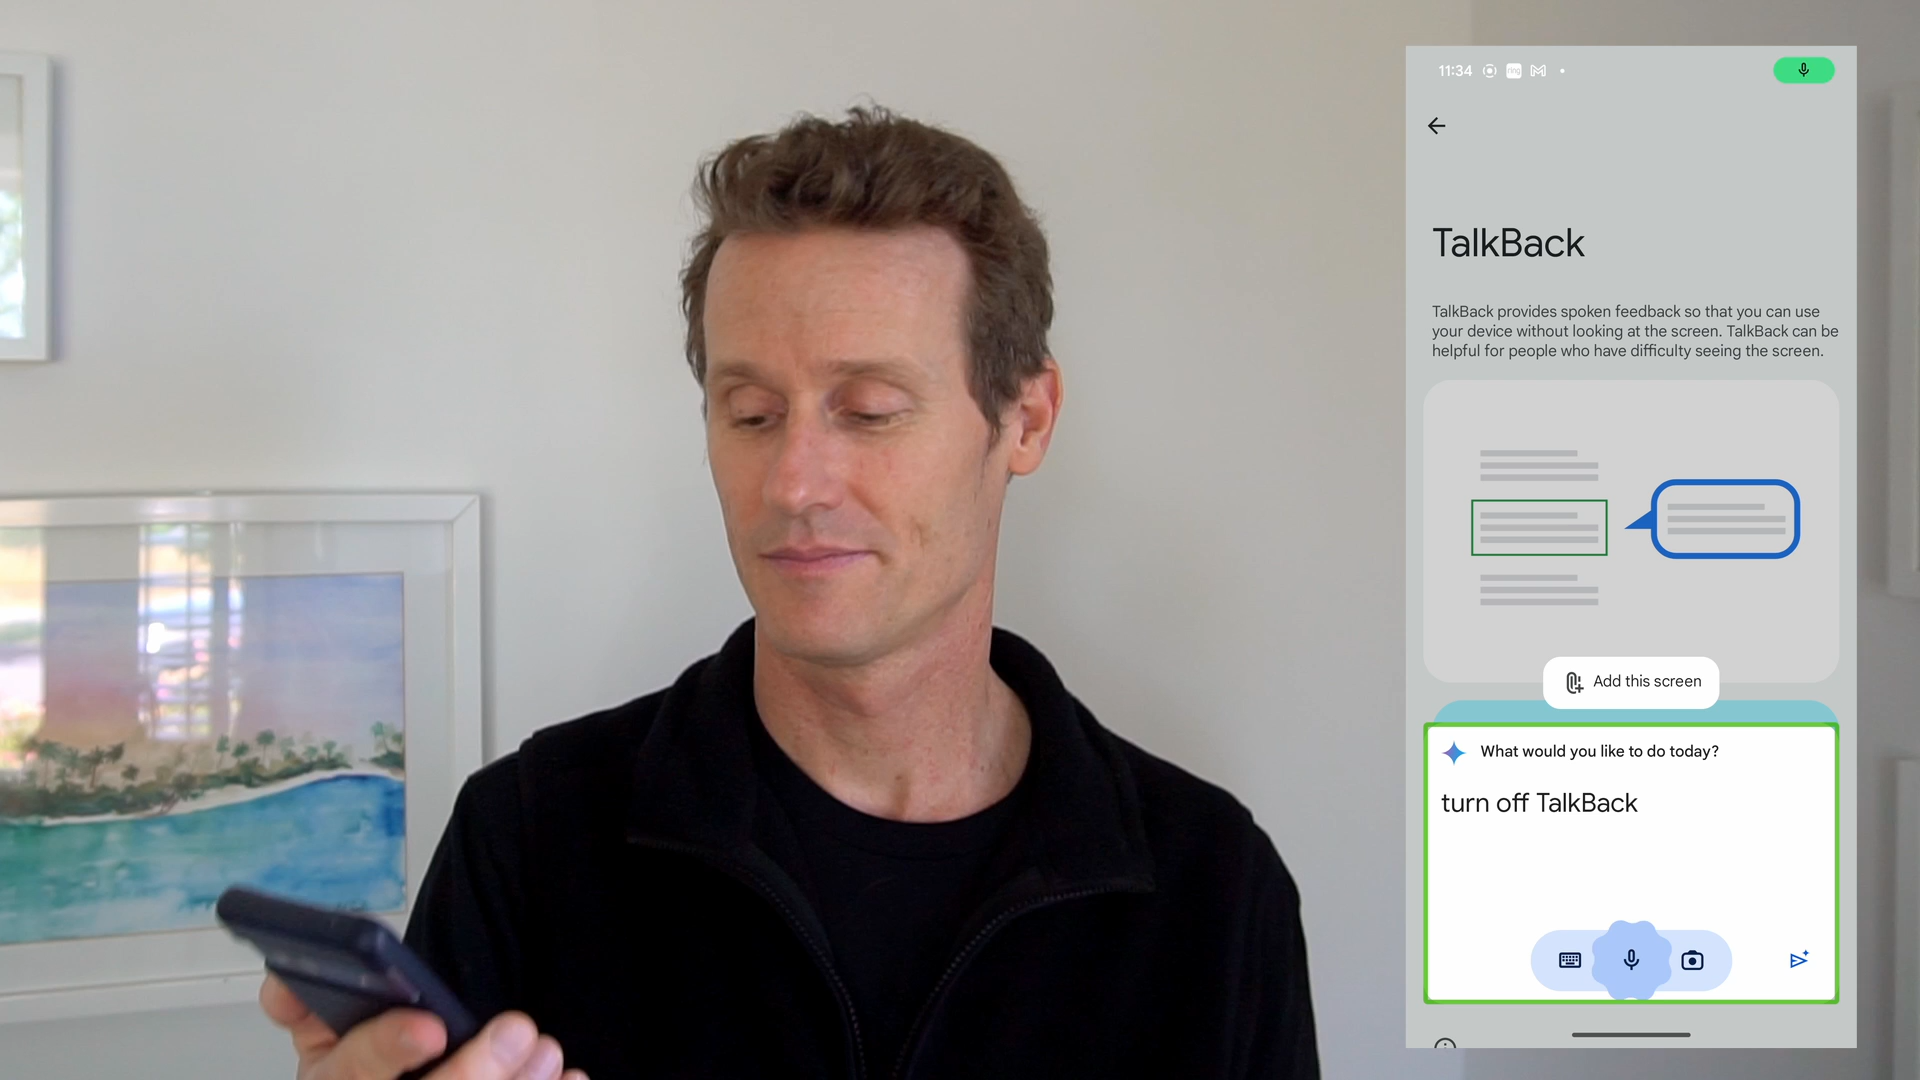 11:34
ring
TalkBack
TalkBack provides spoken feedback so that you can use
your device without looking at the screen. TalkBack can be
helpful for people who have difficulty seeing the screen.
Add this screen
What would you like to do today?
turn off TalkBack